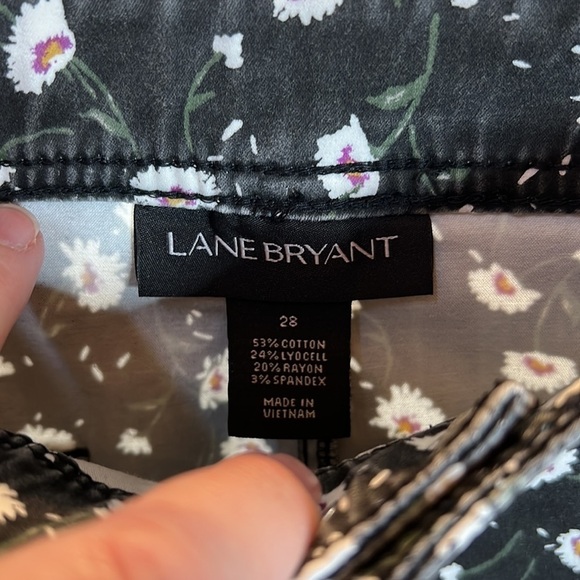 LANE BRYANT
28
53% COTTON
24% LYOCELL
20% RAYON
3% SPANDEX
MADE IN
VIETNAM